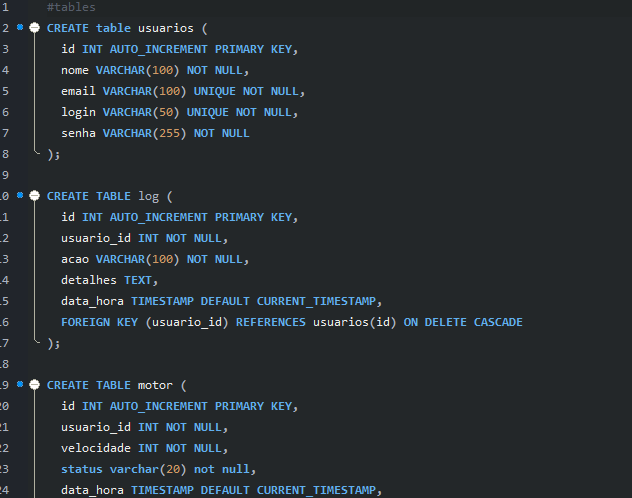 1 #tables
2 CREATE table usuarios (
3 id INT AUTO_INCREMENT PRIMARY KEY,
4 nome VARCHAR(100) NOT NULL,
5 email VARCHAR(100) UNIQUE NOT NULL,
6 login VARCHAR(50) UNIQUE NOT NULL,
7 senha VARCHAR(255) NOT NULL
8 );
9
10 CREATE TABLE log (
11 id INT AUTO_INCREMENT PRIMARY KEY,
12 usuario_id INT NOT NULL,
13 acao VARCHAR(100) NOT NULL,
14 detalhes TEXT,
15 data_hora TIMESTAMP DEFAULT CURRENT_TIMESTAMP,
16 FOREIGN KEY (usuario_id) REFERENCES usuarios(id) ON DELETE CASCADE
17 );
18
19 CREATE TABLE motor (
20 id INT AUTO_INCREMENT PRIMARY KEY,
21 usuario_id INT NOT NULL,
22 velocidade INT NOT NULL,
23 status varchar(20) not null,
24 data_hora TIMESTAMP DEFAULT CURRENT_TIMESTAMP,